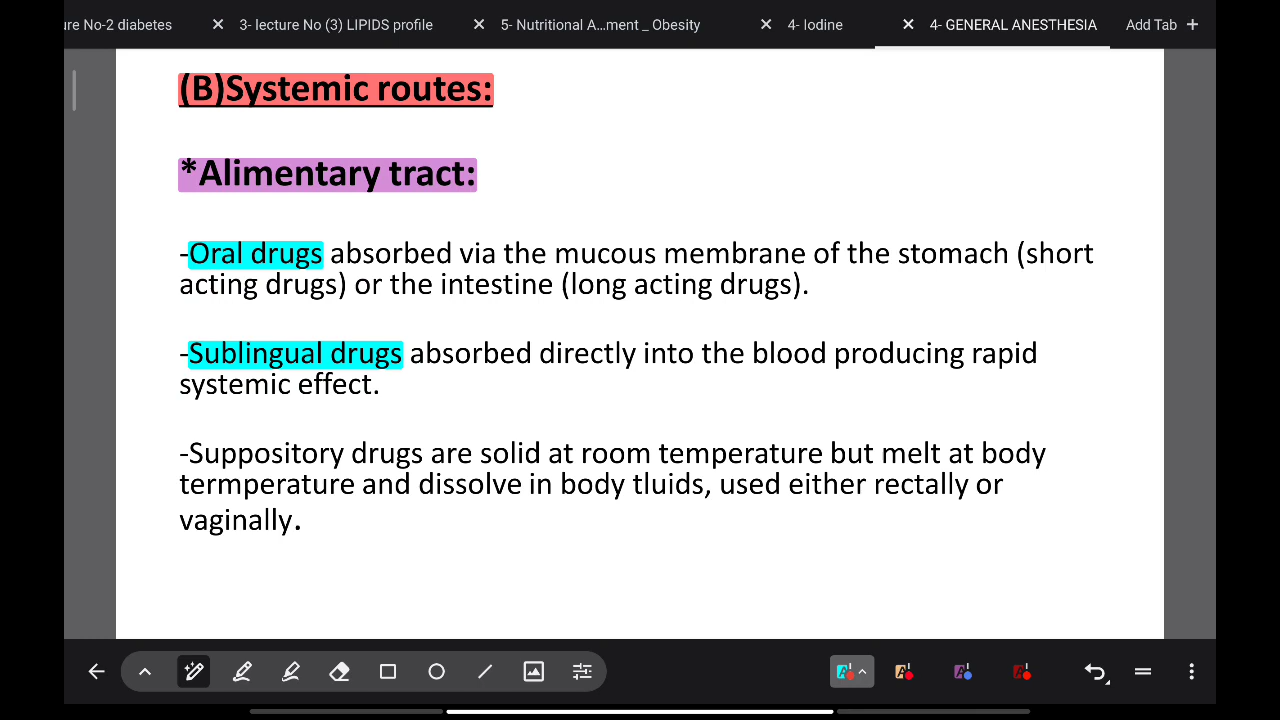 ure No-2 diabetes
3- lecture No (3) LIPIDS profile
5- Nutritional A...ment _ Obesity
4- Iodine
4- GENERAL ANESTHESIA
Add Tab
(B)Systemic routes:
*Alimentary tract:
-Oral drugs absorbed via the mucous membrane of the stomach (short
acting drugs) or the intestine (long acting drugs).
-Sublingual drugs absorbed directly into the blood producing rapid
systemic effect.
-Suppository drugs are solid at room temperature but melt at body
termperature and dissolve in body tluids, used either rectally or
vaginally.